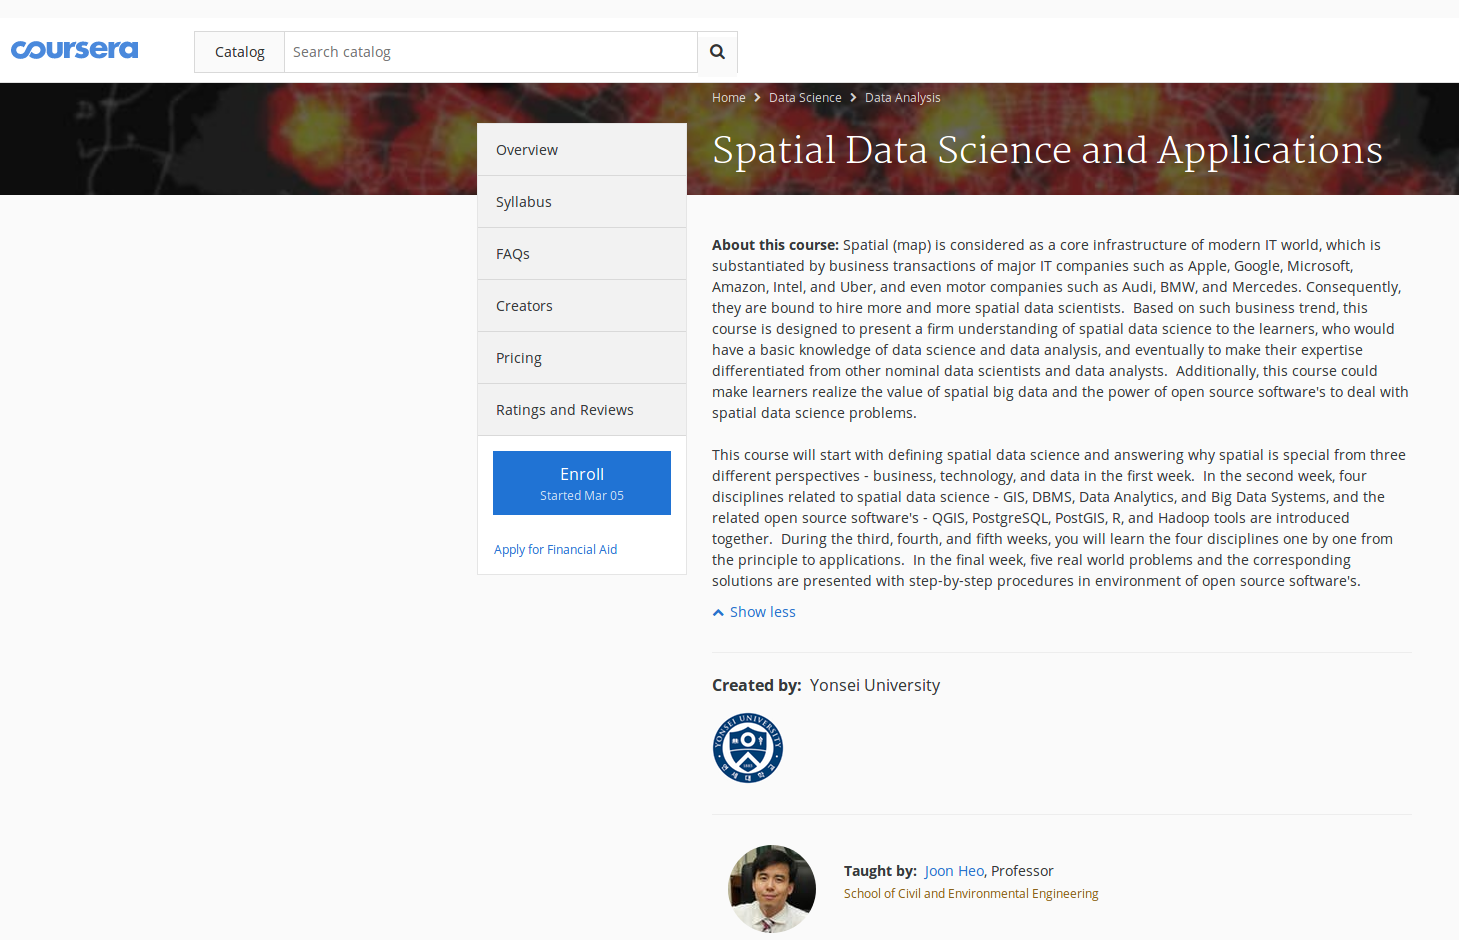 coursera
Catalog
Search catalog
Home > Data Science > Data Analysis
Spatial Data Science and Applications
Overview
Syllabus
FAQs
Creators
Pricing
Ratings and Reviews
Enroll
Started Mar 05
Apply for Financial Aid
About this course: Spatial (map) is considered as a core infrastructure of modern IT world, which is
substantiated by business transactions of major IT companies such as Apple, Google, Microsoft,
Amazon, Intel, and Uber, and even motor companies such as Audi, BMW, and Mercedes. Consequently,
they are bound to hire more and more spatial data scientists.  Based on such business trend, this
course is designed to present a firm understanding of spatial data science to the learners, who would
have a basic knowledge of data science and data analysis, and eventually to make their expertise
differentiated from other nominal data scientists and data analysts.  Additionally, this course could
make learners realize the value of spatial big data and the power of open source software's to deal with
spatial data science problems.
This course will start with defining spatial data science and answering why spatial is special from three
different perspectives - business, technology, and data in the first week.  In the second week, four
disciplines related to spatial data science - GIS, DBMS, Data Analytics, and Big Data Systems, and the
related open source software's - QGIS, PostgreSQL, PostGIS, R, and Hadoop tools are introduced
together.  During the third, fourth, and fifth weeks, you will learn the four disciplines one by one from
the principle to applications.  In the final week, five real world problems and the corresponding
solutions are presented with step-by-step procedures in environment of open source software's.
Show less
Created by:  Yonsei University
YONSEI UNIVERSITY
1885
연세대학교
Taught by:  Joon Heo, Professor
School of Civil and Environmental Engineering